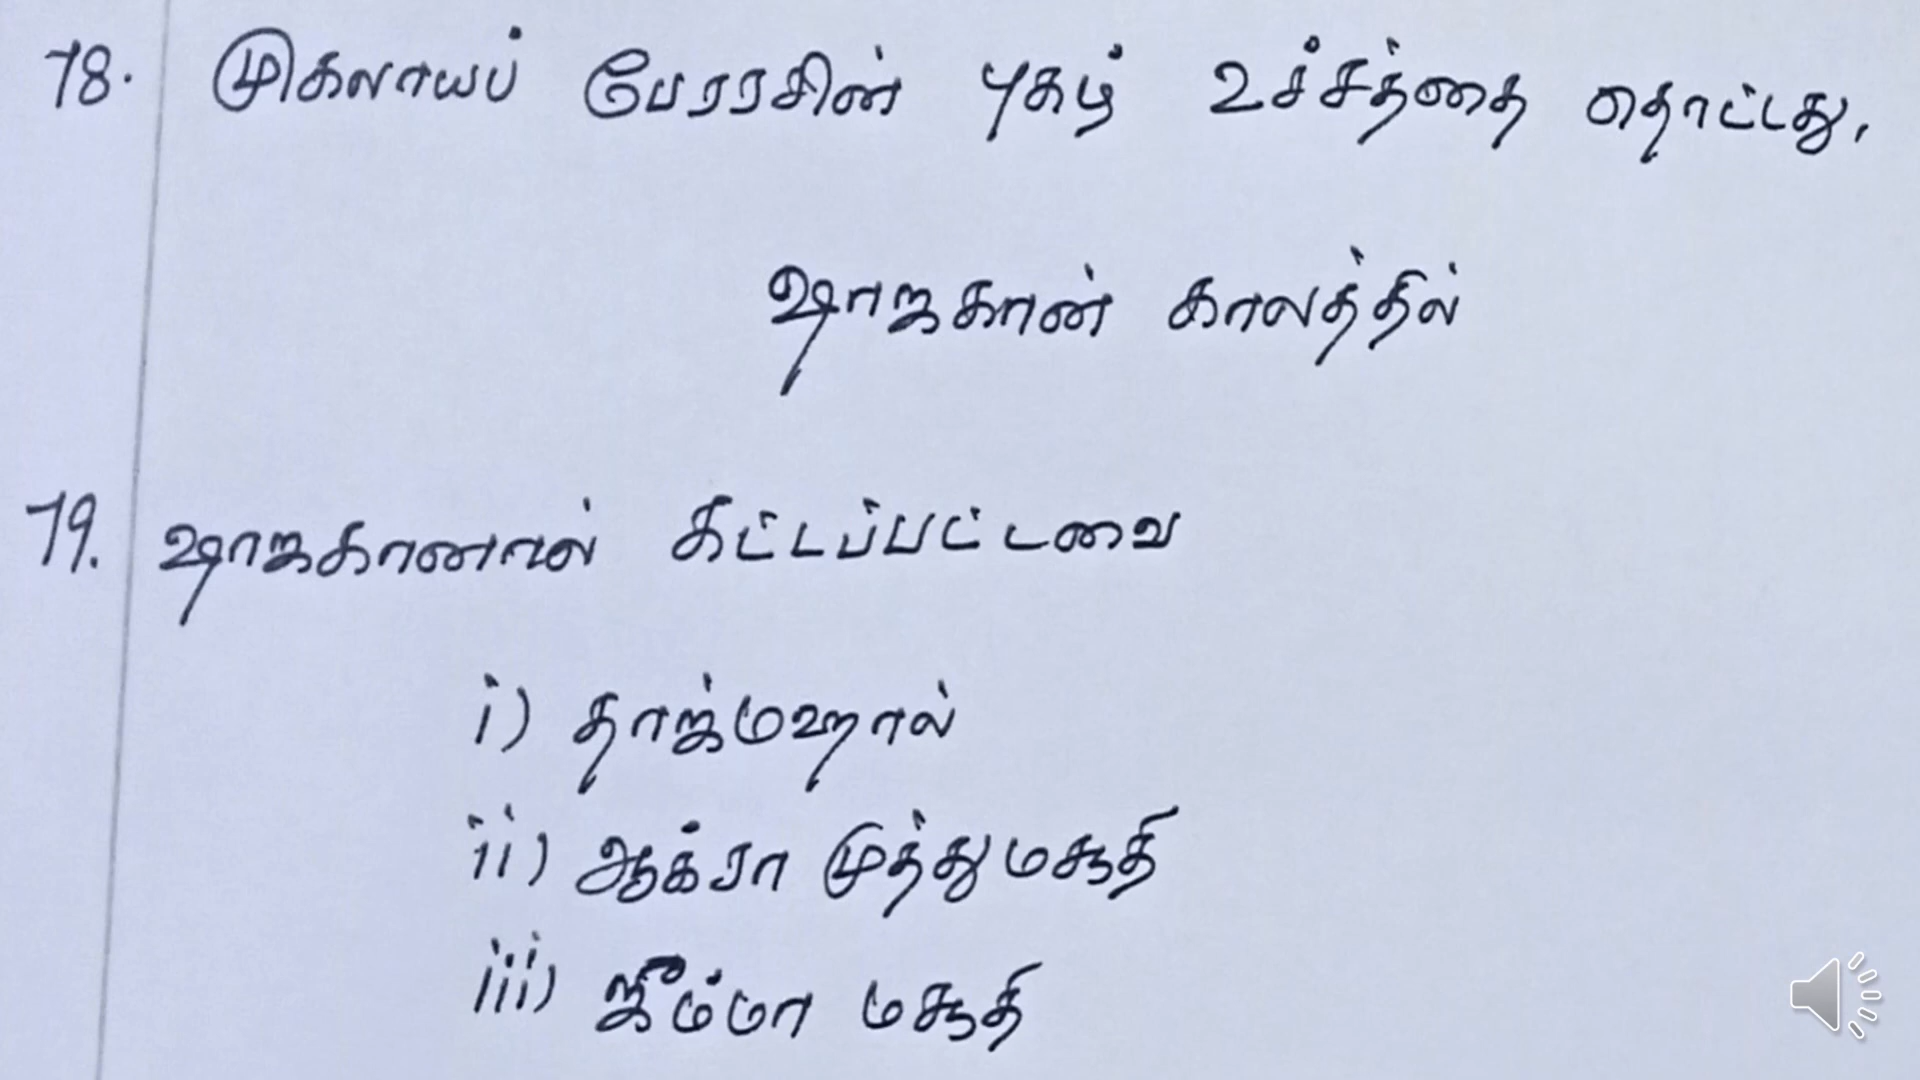 78. முகலாயப் பேரரசின் புகழ் உச்சத்தை தொட்டது,
ஷாஜகான் காலத்தில்
79. ஷாஜகானால் கட்டப்பட்டவை
i) தாஜ்மஹால்
ii) ஆக்ரா முத்து மசூதி
iii) ஜீம்மா மசூதி